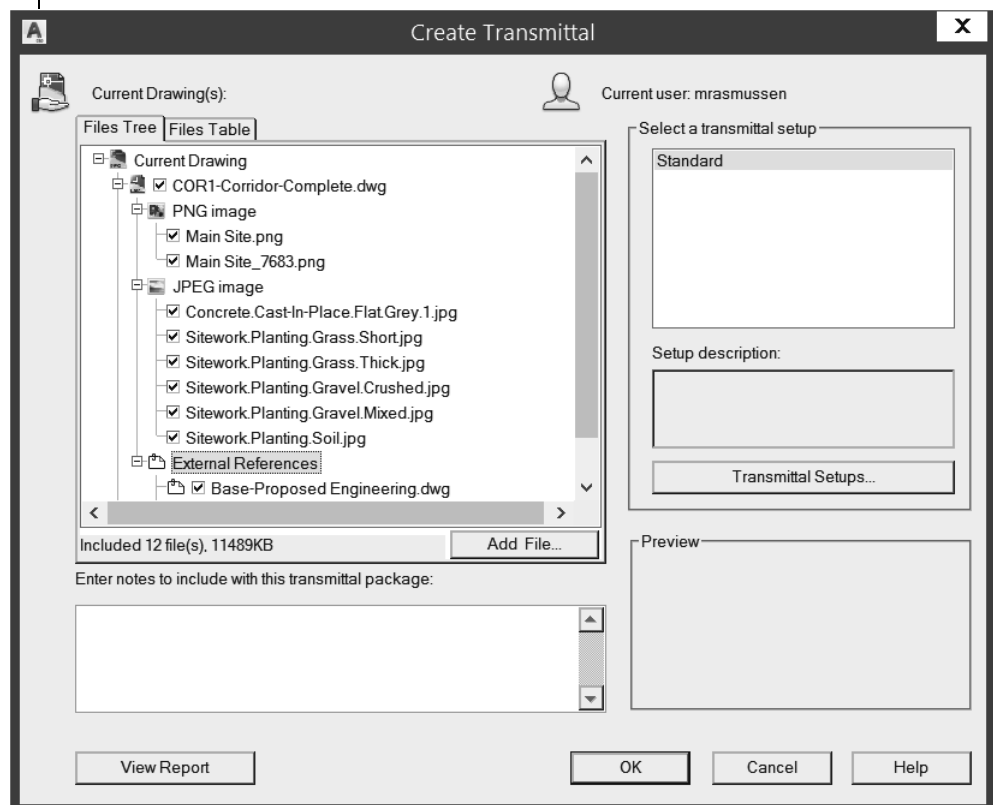 Create Transmittal
X
Current Drawing(s):
Current user: mrasmussen
Files Tree
Files Table
Current Drawing
COR1-Corridor-Complete.dwg
PNG image
Main Site.png
Main Site_7683.png
JPEG image
Concrete.Cast-In-Place.Flat.Grey.1.jpg
Sitework.Planting.Grass.Short.jpg
Sitework.Planting.Grass.Thick.jpg
Sitework.Planting.Gravel.Crushed.jpg
Sitework.Planting.Gravel.Mixed.jpg
Sitework.Planting.Soil.jpg
External References
Base-Proposed Engineering.dwg
Included 12 file(s), 11489KB
Add File...
Enter notes to include with this transmittal package:
Select a transmittal setup
Standard
Setup description:
Transmittal Setups...
Preview
View Report
OK
Cancel
Help